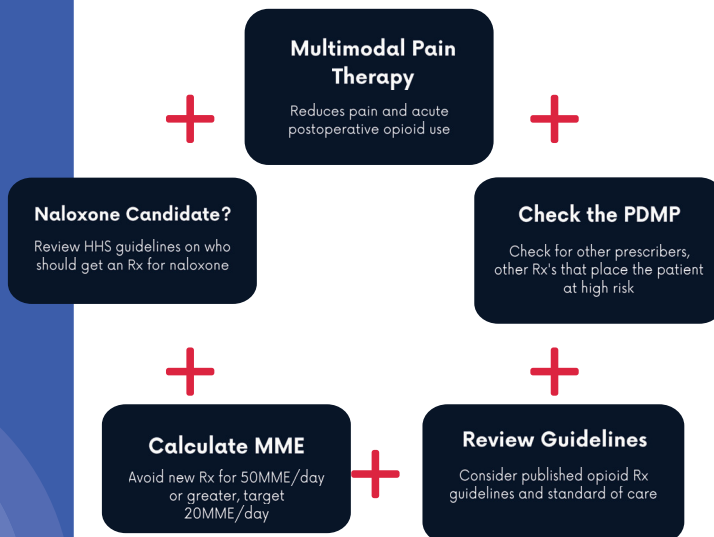 Multimodal Pain
Therapy
Reduces pain and acute
postoperative opioid use
Naloxone Candidate?
Review HHS guidelines on who
should get an Rx for naloxone
Check the PDMP
Check for other prescribers,
other Rx's that place the patient
at high risk
Calculate MME
Avoid new Rx for 50MME/day
or greater, target
20MME/day
Review Guidelines
Consider published opioid Rx
guidelines and standard of care